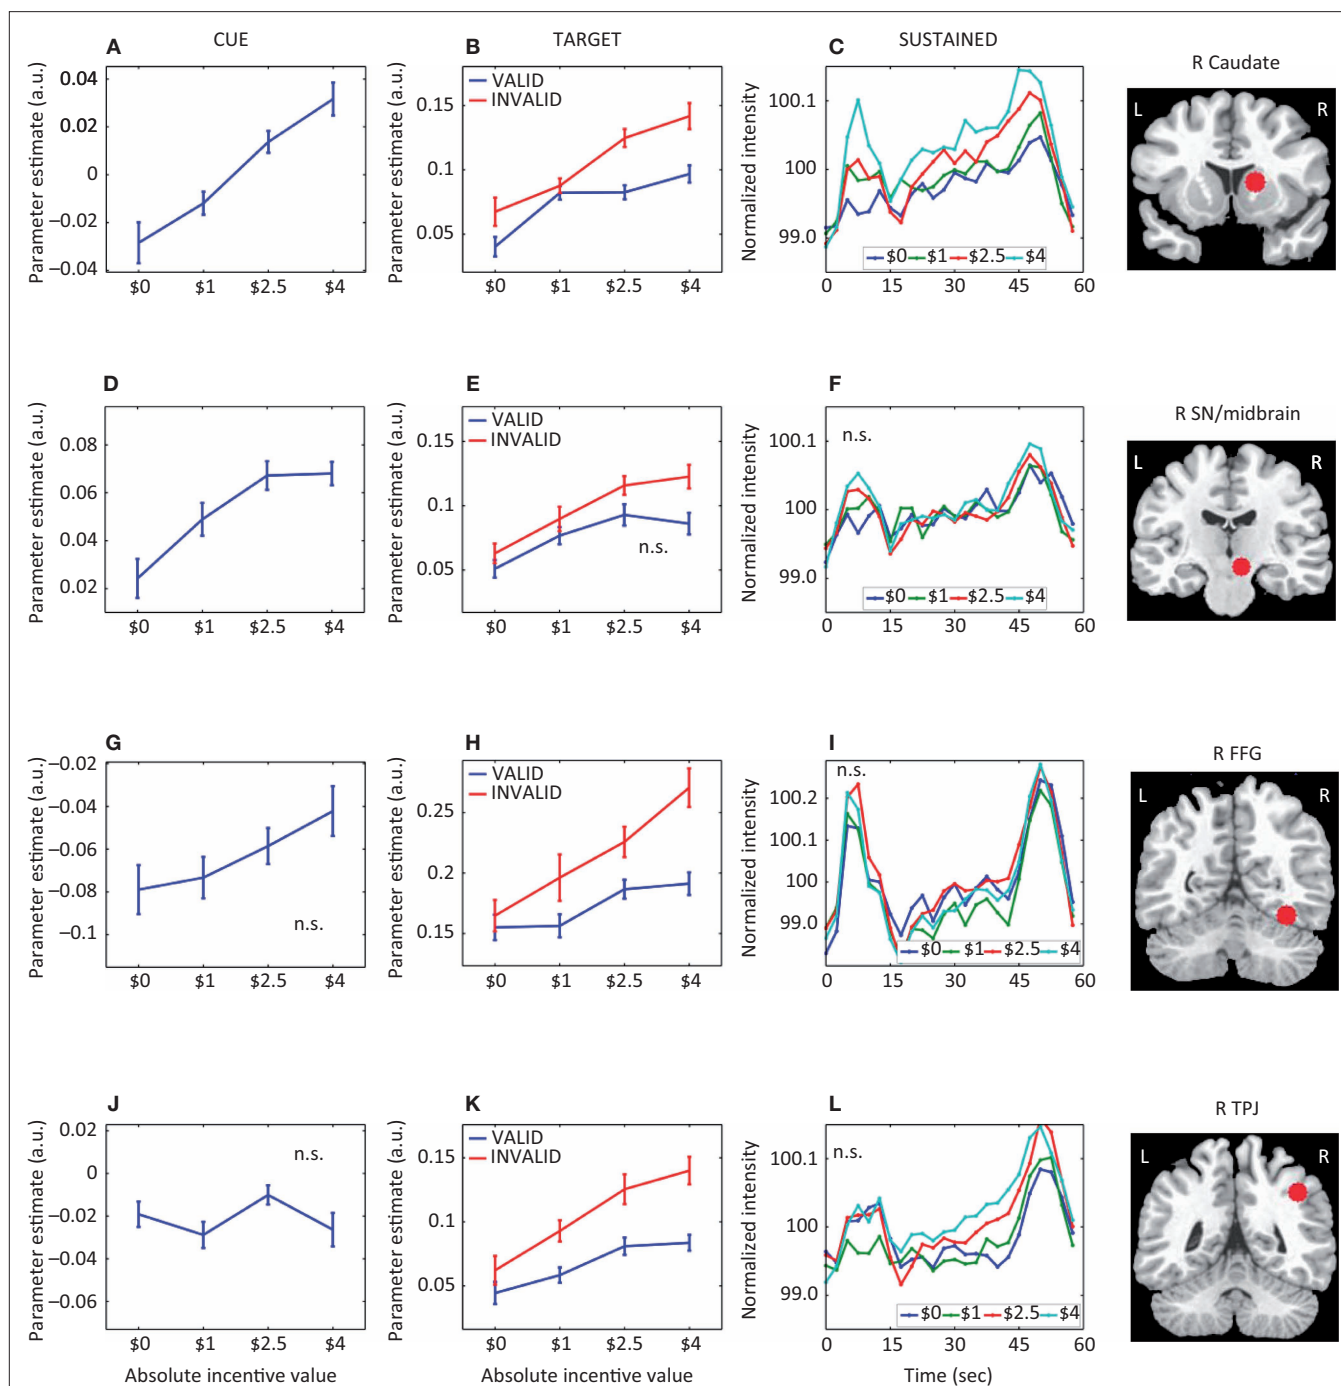 A CUE B TARGET C SUSTAINED R Caudate
Parameter estimate (a.u.)
0.04
0.02
0
−0.02
−0.04
$0 $1 $2.5 $4
Parameter estimate (a.u.)
VALID
INVALID
0.15
0.1
0.05
$0 $1 $2.5 $4
Normalized intensity
100.1
100
99.0
$0 $1 $2.5 $4
0 15 30 45 60
L R
D E F R SN/midbrain
Parameter estimate (a.u.)
0.08
0.06
0.04
0.02
$0 $1 $2.5 $4
Parameter estimate (a.u.)
VALID
INVALID
0.15
0.1
0.05
n.s.
$0 $1 $2.5 $4
Normalized intensity
n.s.
100.1
100
99.0
$0 $1 $2.5 $4
0 15 30 45 60
L R
G H I R FFG
Parameter estimate (a.u.)
−0.02
−0.04
−0.06
−0.08
−0.1
n.s.
$0 $1 $2.5 $4
Parameter estimate (a.u.)
VALID
INVALID
0.25
0.2
0.15
$0 $1 $2.5 $4
Normalized intensity
n.s.
100.2
100.1
100
99.0
$0 $1 $2.5 $4
0 15 30 45 60
L R
J K L R TPJ
Parameter estimate (a.u.)
0.02
0
−0.02
−0.04
−0.06
n.s.
$0 $1 $2.5 $4
Absolute incentive value
Parameter estimate (a.u.)
VALID
INVALID
0.15
0.1
0.05
$0 $1 $2.5 $4
Absolute incentive value
Normalized intensity
n.s.
100.1
100
99.0
$0 $1 $2.5 $4
0 15 30 45 60
Time (sec)
L R